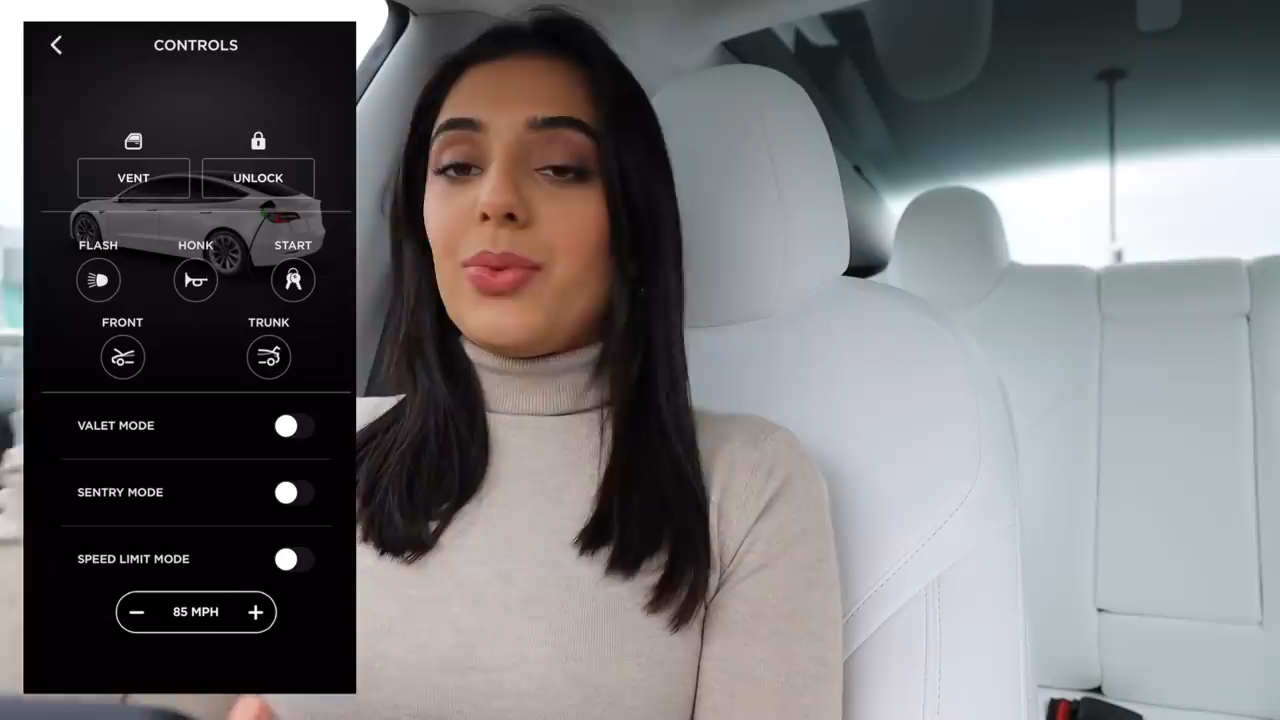 CONTROLS
VENT UNLOCK
FLASH HONK START
FRONT TRUNK
VALET MODE
SENTRY MODE
SPEED LIMIT MODE
85 MPH